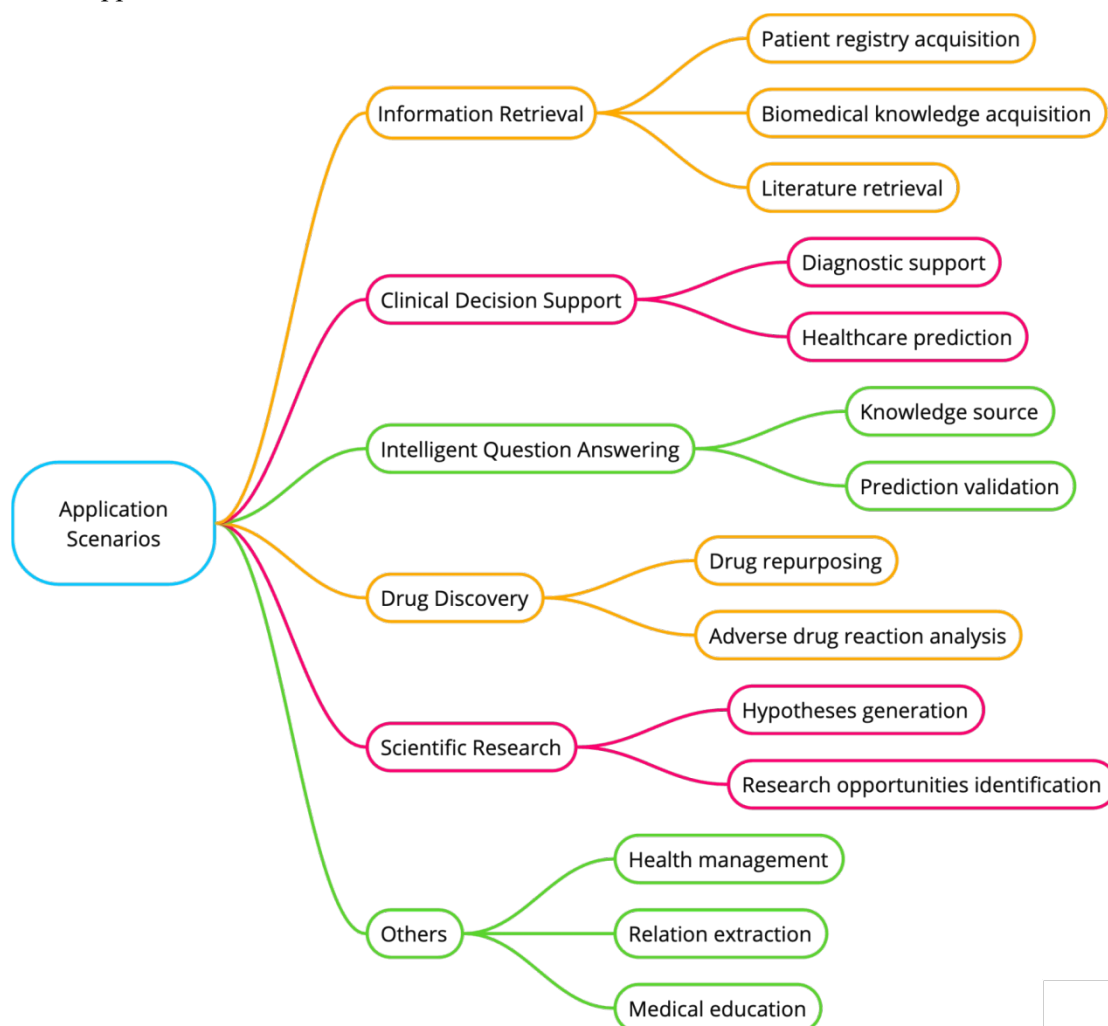 Patient registry acquisition
Information Retrieval
Biomedical knowledge acquisition
Literature retrieval
Diagnostic support
Clinical Decision Support
Healthcare prediction
Knowledge source
Intelligent Question Answering
Prediction validation
Application
Scenarios
Drug repurposing
Drug Discovery
Adverse drug reaction analysis
Hypotheses generation
Scientific Research
Research opportunities identification
Health management
Others
Relation extraction
Medical education